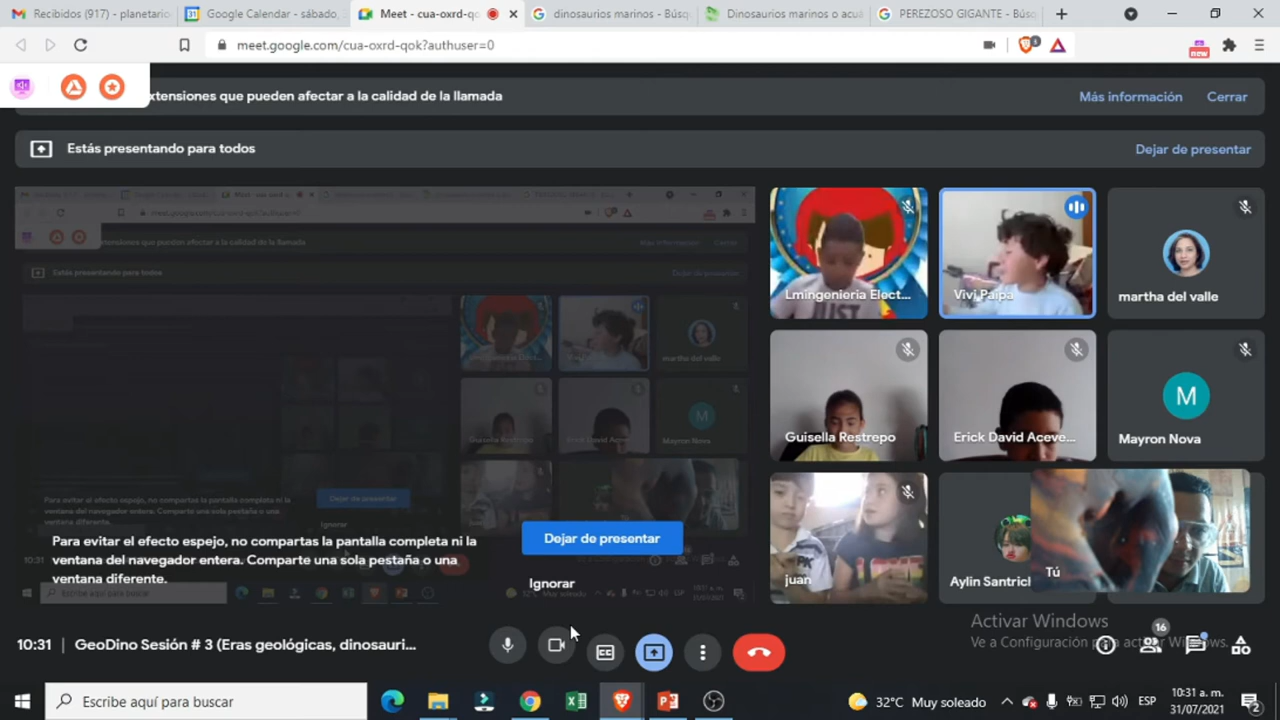 Recibidos (917) - planetario
Google Calendar - sábado,
Meet - cua-oxrd-qo
dinosaurios marinos - Búsq
Dinosaurios marinos o acuá
PEREZOSO GIGANTE - Búsq
meet.google.com/cua-oxrd-qok?authuser=0
new
xtensiones que pueden afectar a la calidad de la llamada
Más información
Cerrar
Estás presentando para todos
Dejar de presentar
Lmingenieria Elect...
Vivi Paipa
martha del valle
Guisella Restrepo
Erick David Aceve...
M
Mayron Nova
juan
Aylin Santrich
Tú
Para evitar el efecto espejo, no compartas la pantalla completa ni la
ventana del navegador entera. Comparte una sola pestaña o una
ventana diferente.
Dejar de presentar
Ignorar
Activar Windows
Ve a Configuración para activar Windows.
10:31 | GeoDino Sesión # 3 (Eras geológicas, dinosauri...
16
Escribe aquí para buscar
32°C Muy soleado
ESP
10:31 a. m.
31/07/2021
2